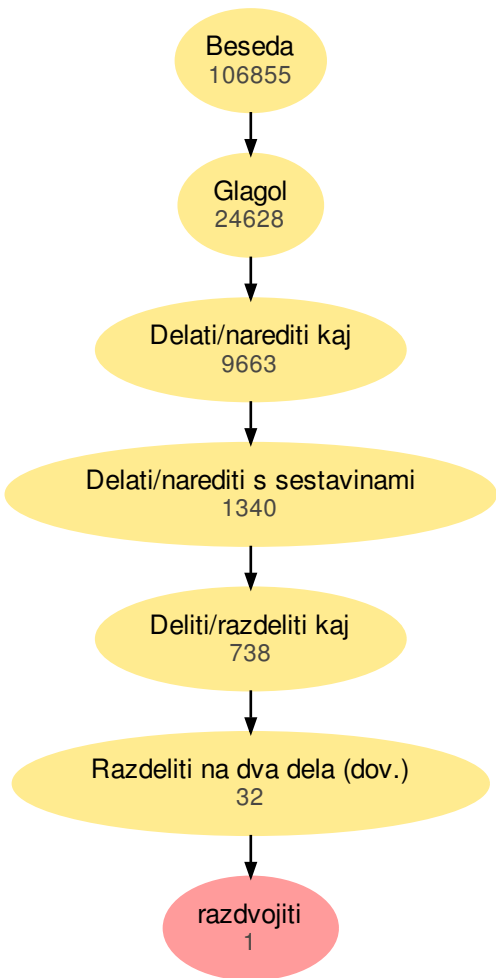 Beseda
106855
Glagol
24628
Delati/narediti kaj
9663
Delati/narediti s sestavinami
1340
Deliti/razdeliti kaj
738
Razdeliti na dva dela (dov.)
32
razdvojiti
1